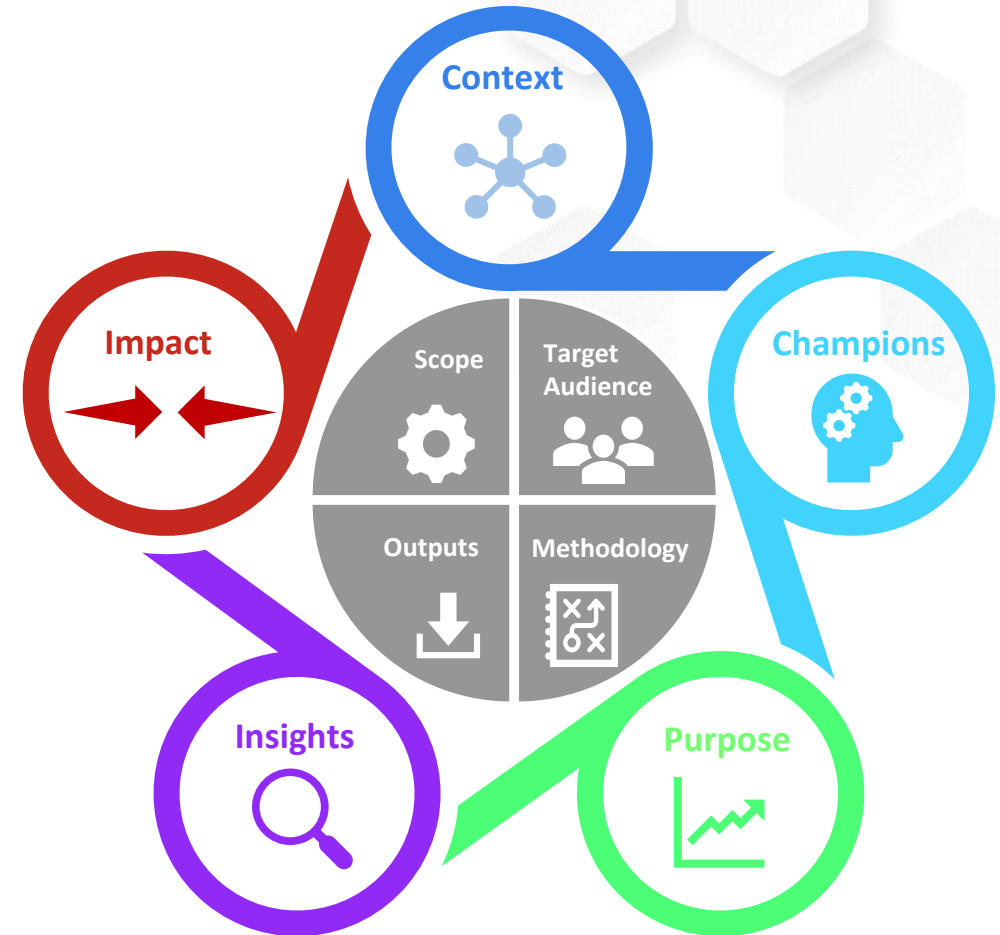 Context
Champions
Purpose
Insights
Impact
Scope
Target
Audience
Outputs
Methodology